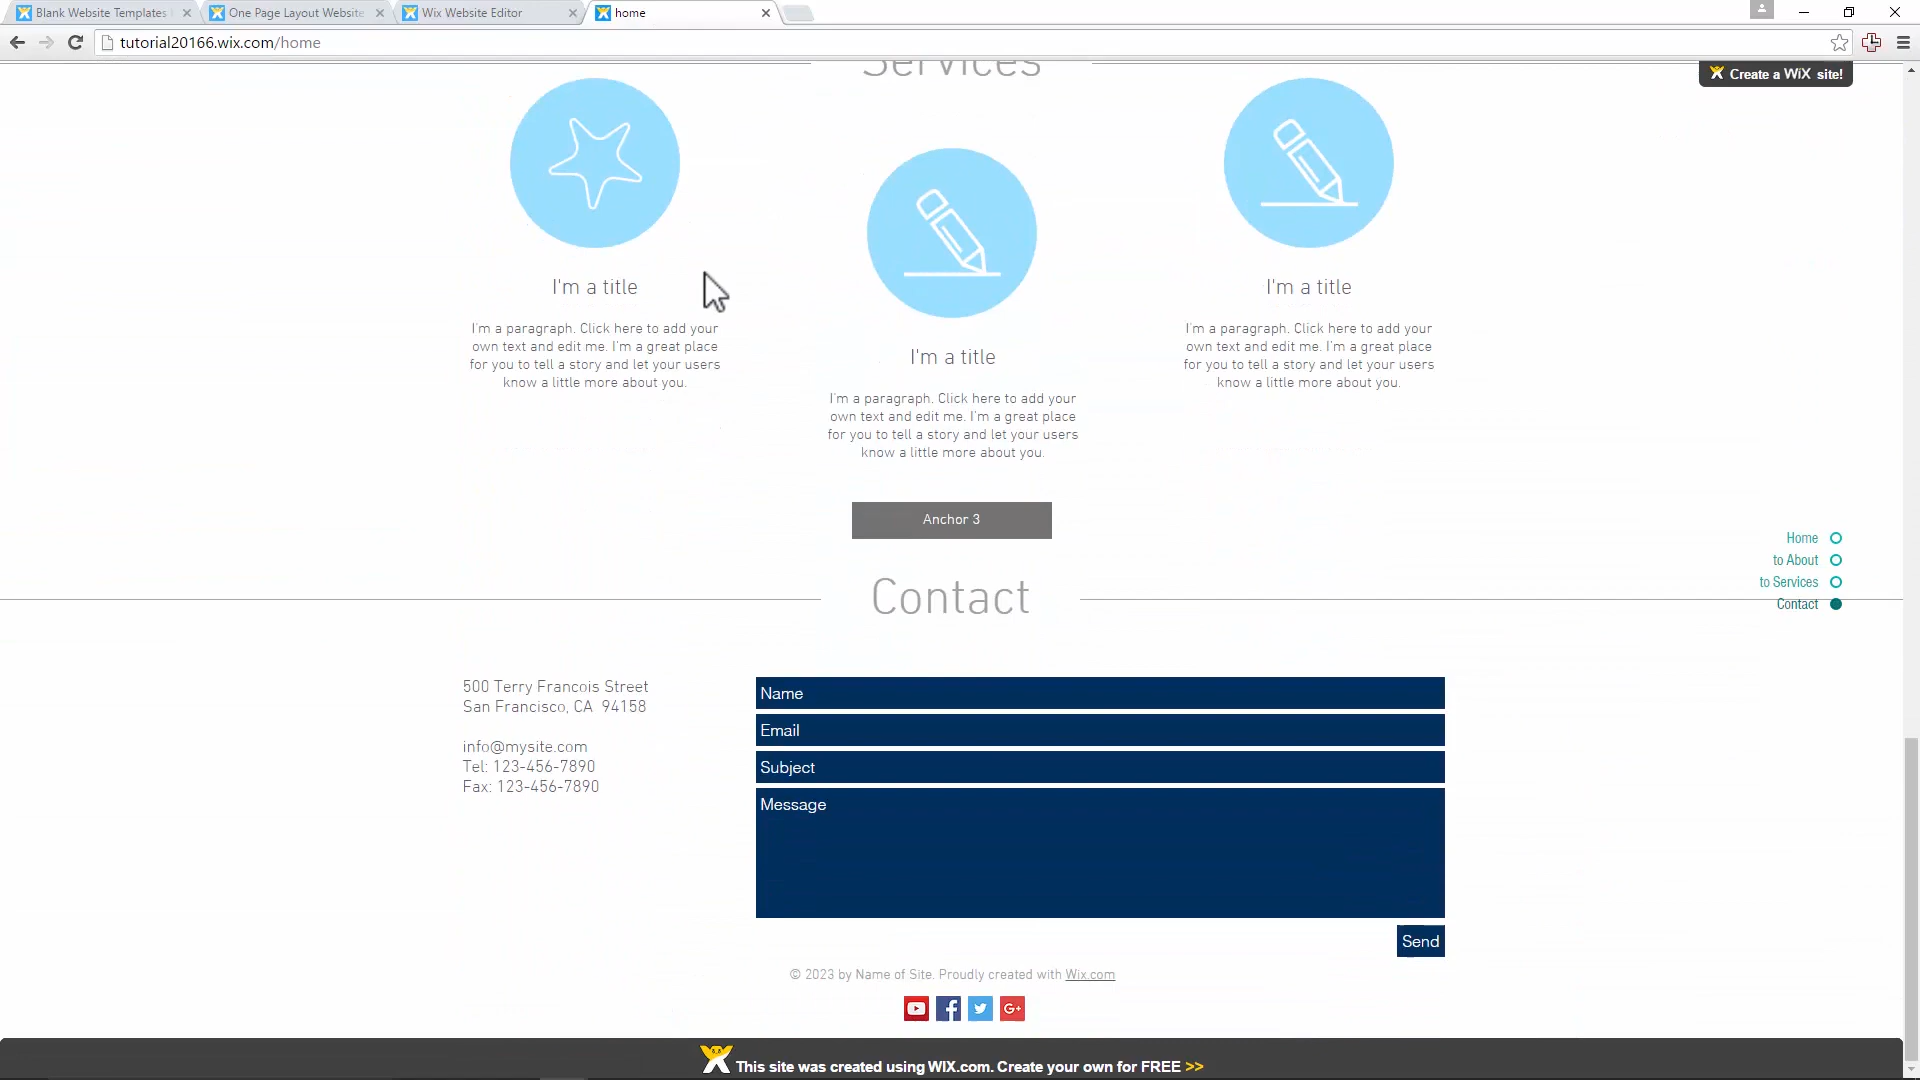 Blank Website Templates
One Page Layout Website
Wix Website Editor
home
tutorial20166.wix.com/home
Services
Create a WiX site!
I'm a title
I'm a paragraph. Click here to add your
own text and edit me. I'm a great place
for you to tell a story and let your users
know a little more about you.
I'm a title
I'm a paragraph. Click here to add your
own text and edit me. I'm a great place
for you to tell a story and let your users
know a little more about you.
I'm a title
I'm a paragraph. Click here to add your
own text and edit me. I'm a great place
for you to tell a story and let your users
know a little more about you.
Anchor 3
Home
to About
to Services
Contact
Contact
500 Terry Francois Street
San Francisco, CA 94158
info@mysite.com
Tel: 123-456-7890
Fax: 123-456-7890
Name
Email
Subject
Message
Send
© 2023 by Name of Site. Proudly created with Wix.com
G+
This site was created using WIX.com. Create your own for FREE >>